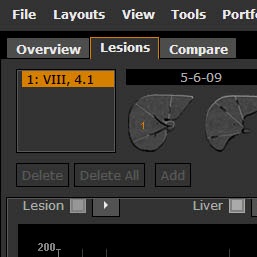 File Layouts View Tools
Overview Lesions Compare
1: VIII, 4.1
5-6-09
1
Delete Delete All Add
Lesion Liver
200